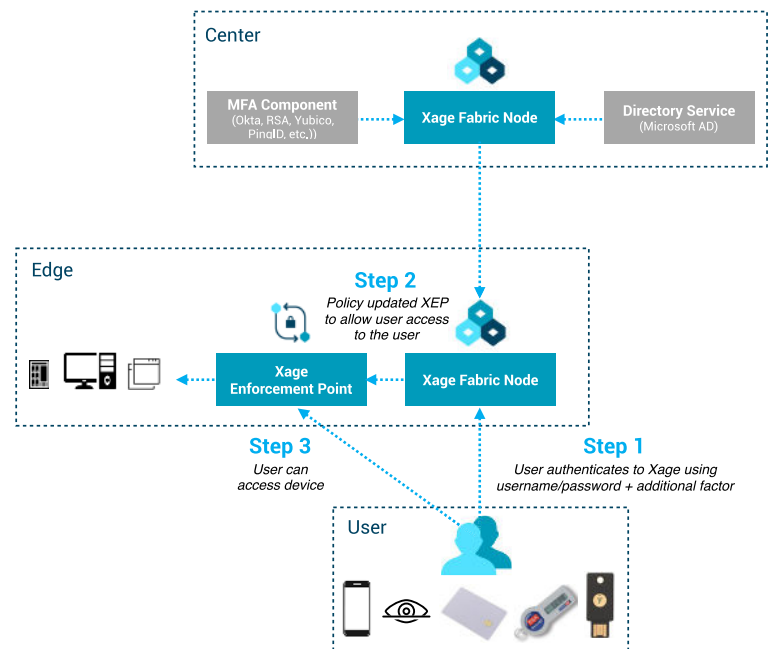 Center
MFA Component
(Okta, RSA, Yubico,
PingID, etc.))
Xage Fabric Node
Directory Service
(Microsoft AD)
Edge
Step 2
Policy updated XEP
to allow user access
to the user
Xage
Enforcement Point
Xage Fabric Node
Step 3
User can
access device
Step 1
User authenticates to Xage using
username/password + additional factor
User